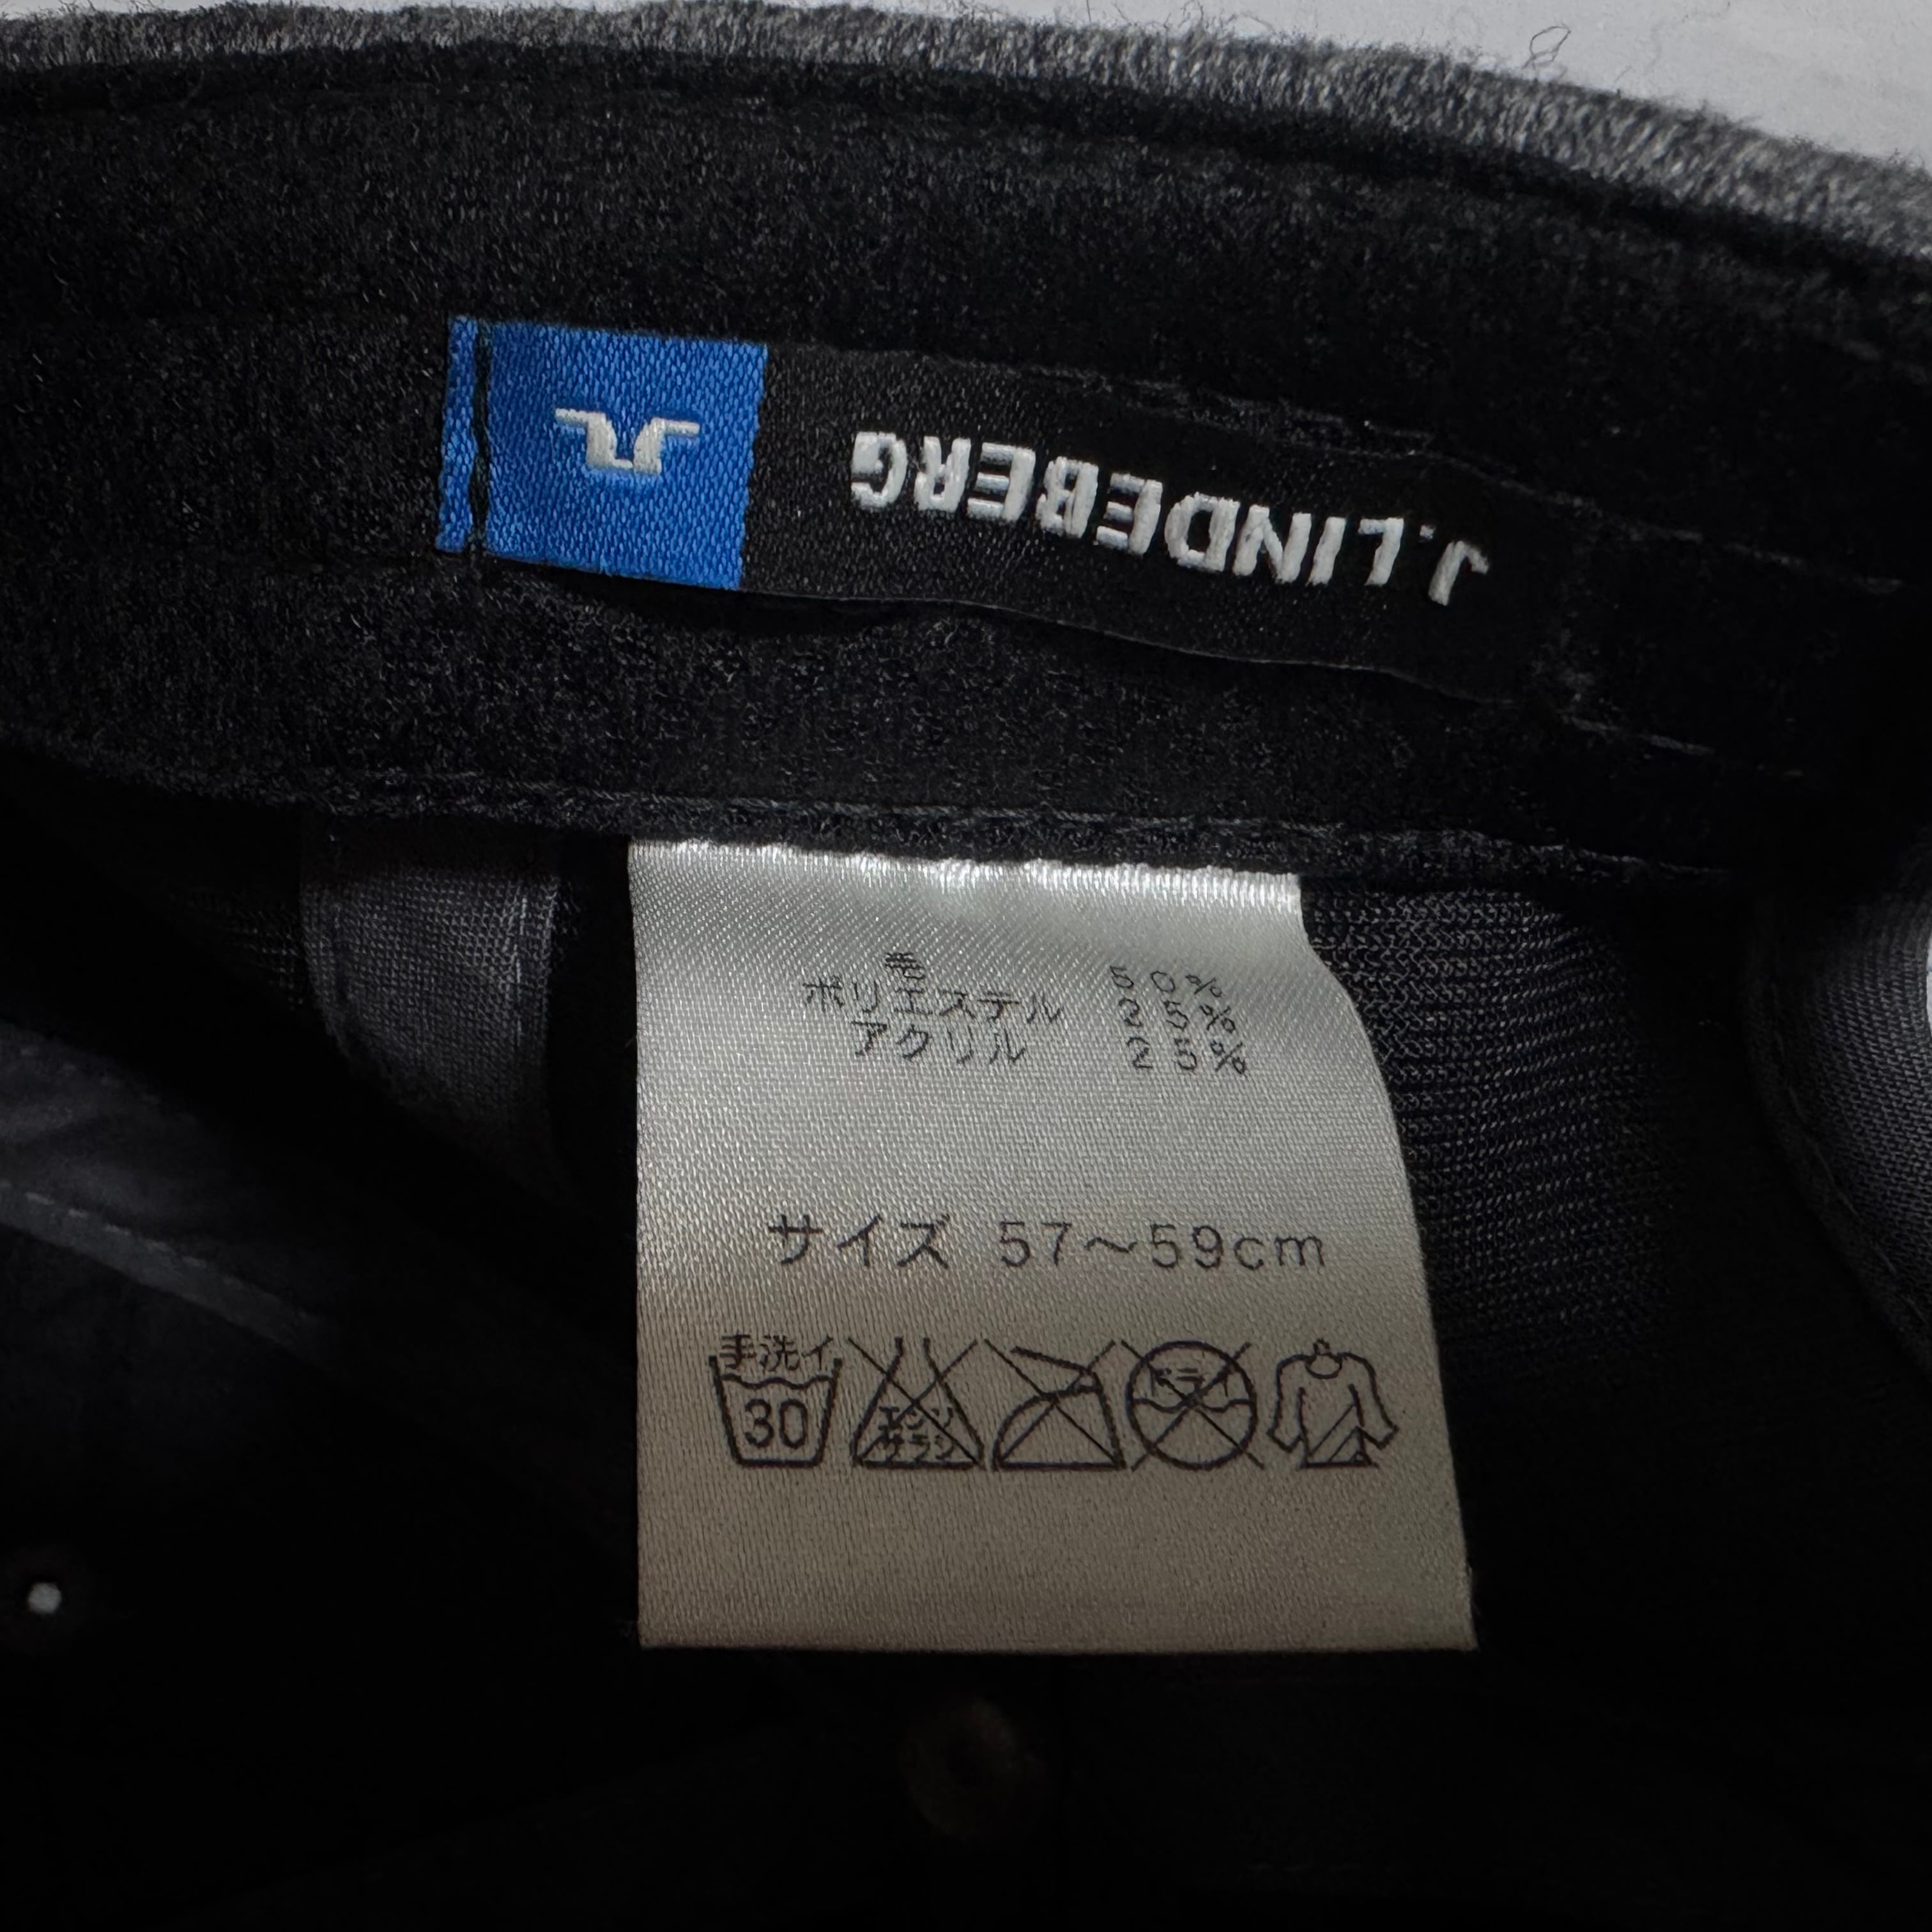 J.LINDEBERG
毛 50%
ポリエステル 25%
アクリル 25%
サイズ 57～59cm
手洗イ
30
エンソ
サラシ
ドライ